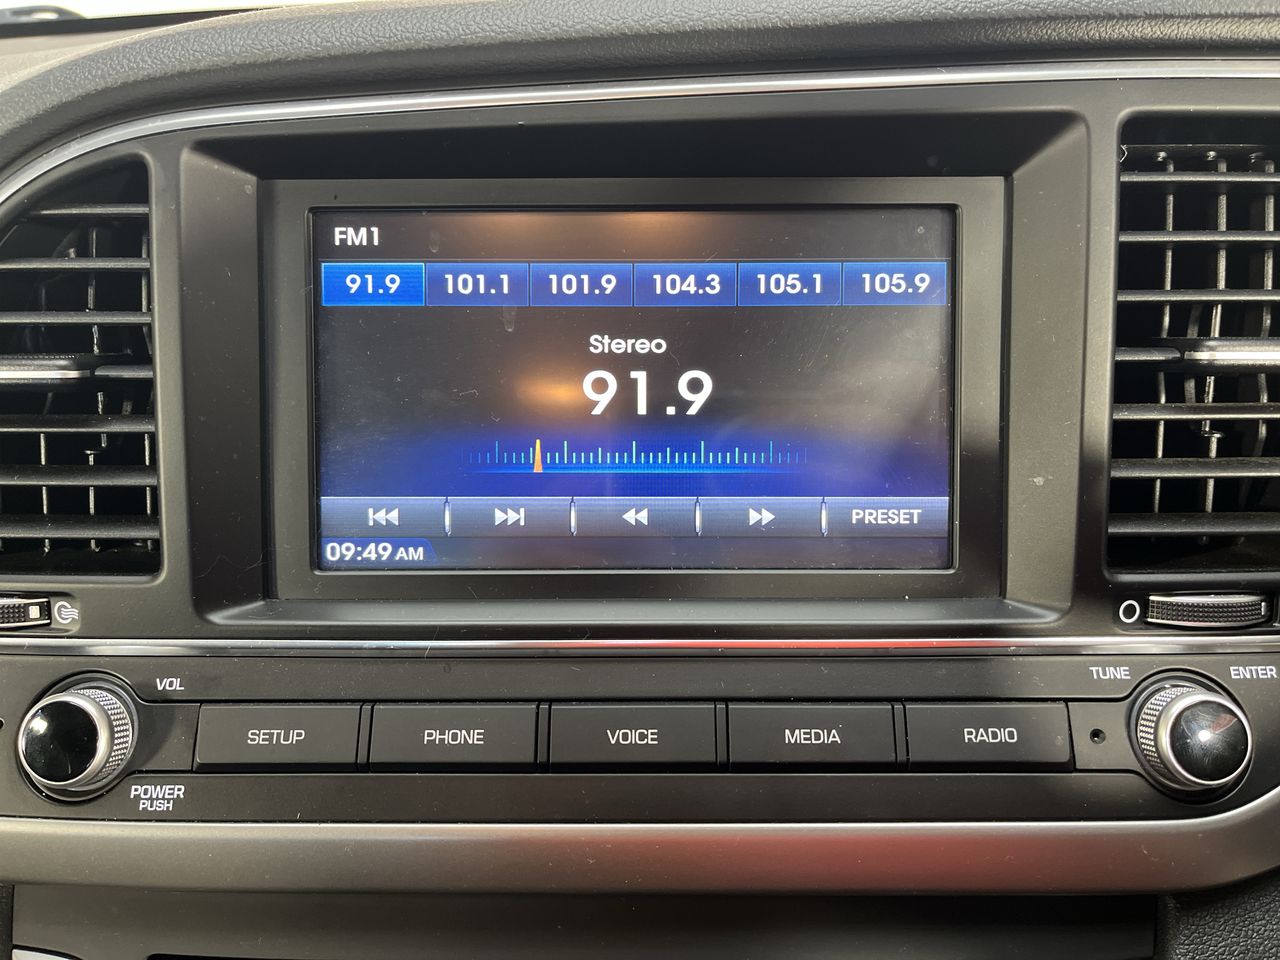 FM1
91.9 101.1 101.9 104.3 105.1 105.9
Stereo
91.9
PRESET
09:49 AM
VOL
TUNE
ENTER
SETUP PHONE VOICE MEDIA RADIO
POWER
PUSH